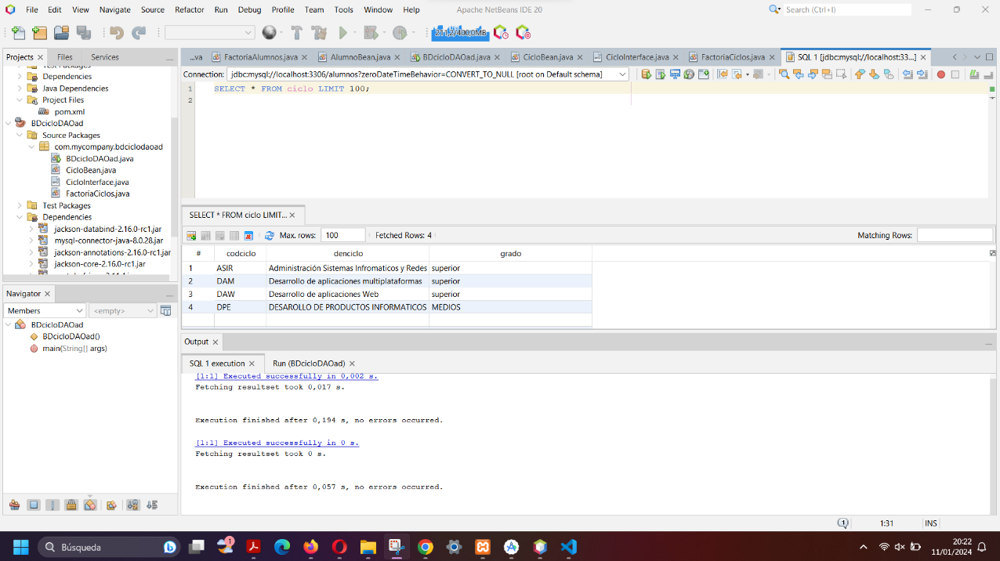 File Edit View Navigate Source Refactor Run Debug Profile Team Tools Window Help Apache NetBeans IDE 20 Search (Ctrl+I)
211,2/400,0MB
Projects Files Services
Test Packages
Dependencies
Java Dependencies
Project Files
pom.xml
BDcicloDAOad
Source Packages
com.mycompany.bdciclodaoad
BDcicloDAOad.java
CicloBean.java
CicloInterface.java
FactoriaCiclos.java
Test Packages
Dependencies
jackson-databind-2.16.0-rc1.jar
mysql-connector-java-8.0.28.jar
jackson-annotations-2.16.0-rc1.jar
jackson-core-2.16.0-rc1.jar
Navigator
Members <empty>
BDcicloDAOad
BDcicloDAOad()
main(String[] args)
...va FactoriaAlumnos.java AlumnoBean.java BDcicloDAOad.java CicloBean.java CicloInterface.java FactoriaCiclos.java SQL 1 [jdbc:mysql://localhost:33...]
Connection: jdbc:mysql://localhost:3306/alumnos?zeroDateTimeBehavior=CONVERT_TO_NULL [root on Default schema]
1 SELECT * FROM ciclo LIMIT 100;
2
SELECT * FROM ciclo LIMIT...
Max. rows: 100 Fetched Rows: 4 Matching Rows:
# codciclo denciclo grado
1 ASIR Administración Sistemas Infromaticos y Redes superior
2 DAM Desarrollo de aplicaciones multiplataformas superior
3 DAW Desarrollo de aplicaciones Web superior
4 DPE DESAROLLO DE PRODUCTOS INFORMATICOS MEDIOS
Output
SQL 1 execution Run (BDcicloDAOad)
[1:1] Executed successfully in 0,002 s.
Fetching resultset took 0,017 s.
Execution finished after 0,194 s, no errors occurred.
[1:1] Executed successfully in 0 s.
Fetching resultset took 0 s.
Execution finished after 0,057 s, no errors occurred.
1 1:31 INS
Búsqueda 1 20:22
11/01/2024